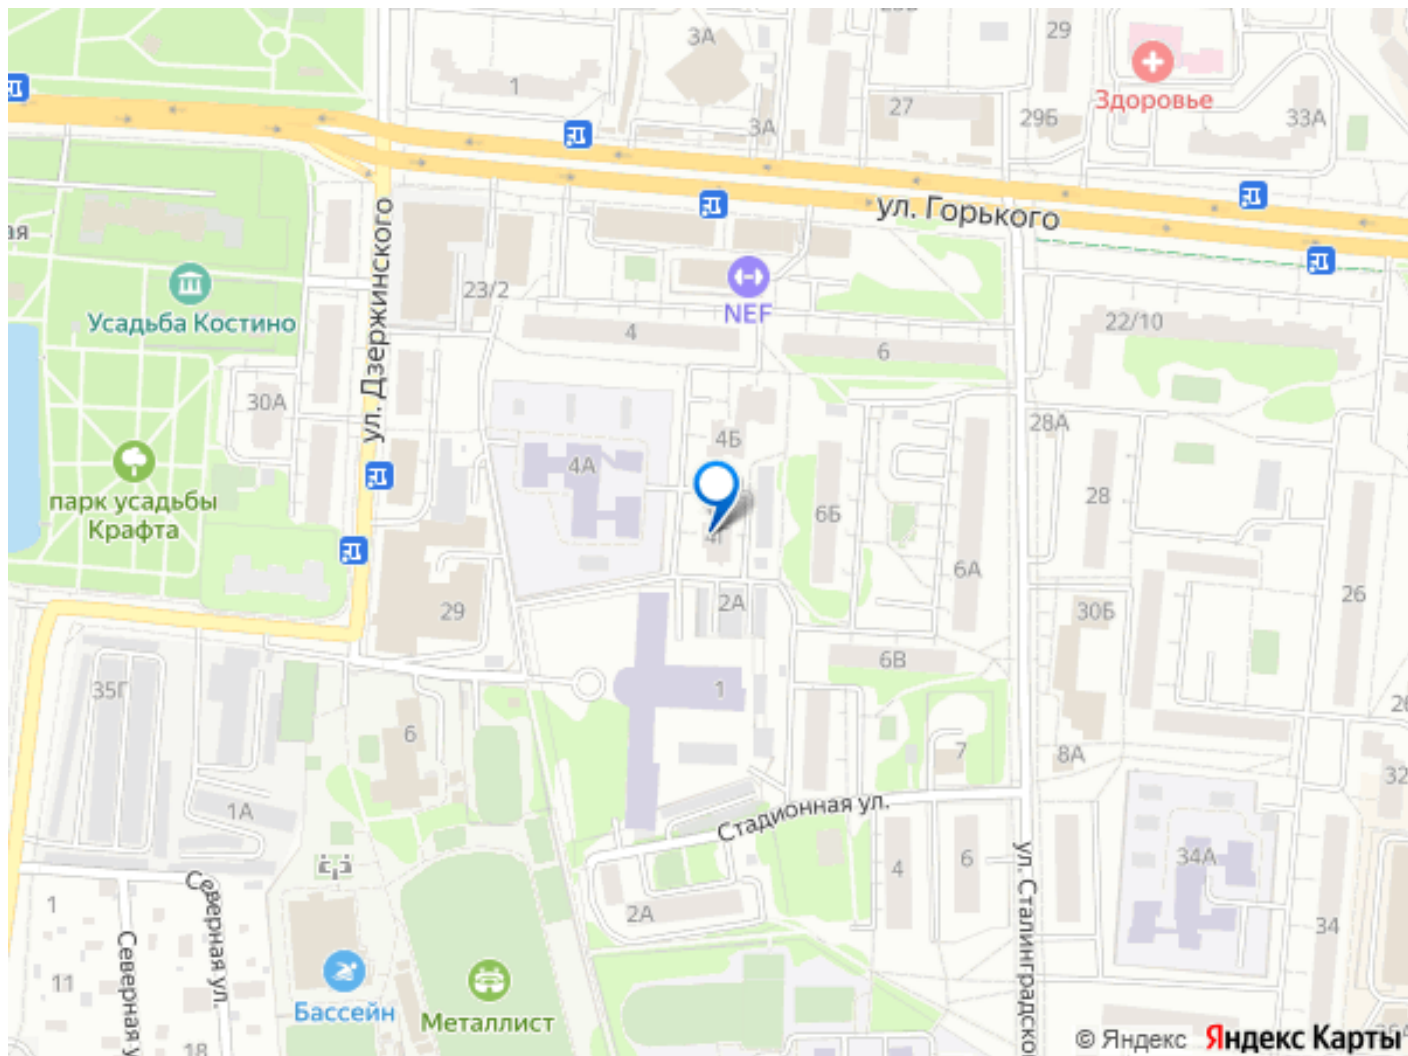 3А
29
1
Здоровье
27
29Б
33А
3А
ул. Горького
ая
ул. Дзержинского
23/2
Усадьба Костино
NEF
22/10
4
6
30А
28А
4Б
4А
парк усадьбы
Крафта
28
6Б
4Г
6А
26
2А
29
30Б
6В
35Г
1
6
7
8А
32
1А
Стадионная ул.
ул. Сталинградской
34А
4
6
Северная ул.
1
2А
34
Северная у
11
Бассейн
Металлист
18
© Яндекс Яндекс Карты